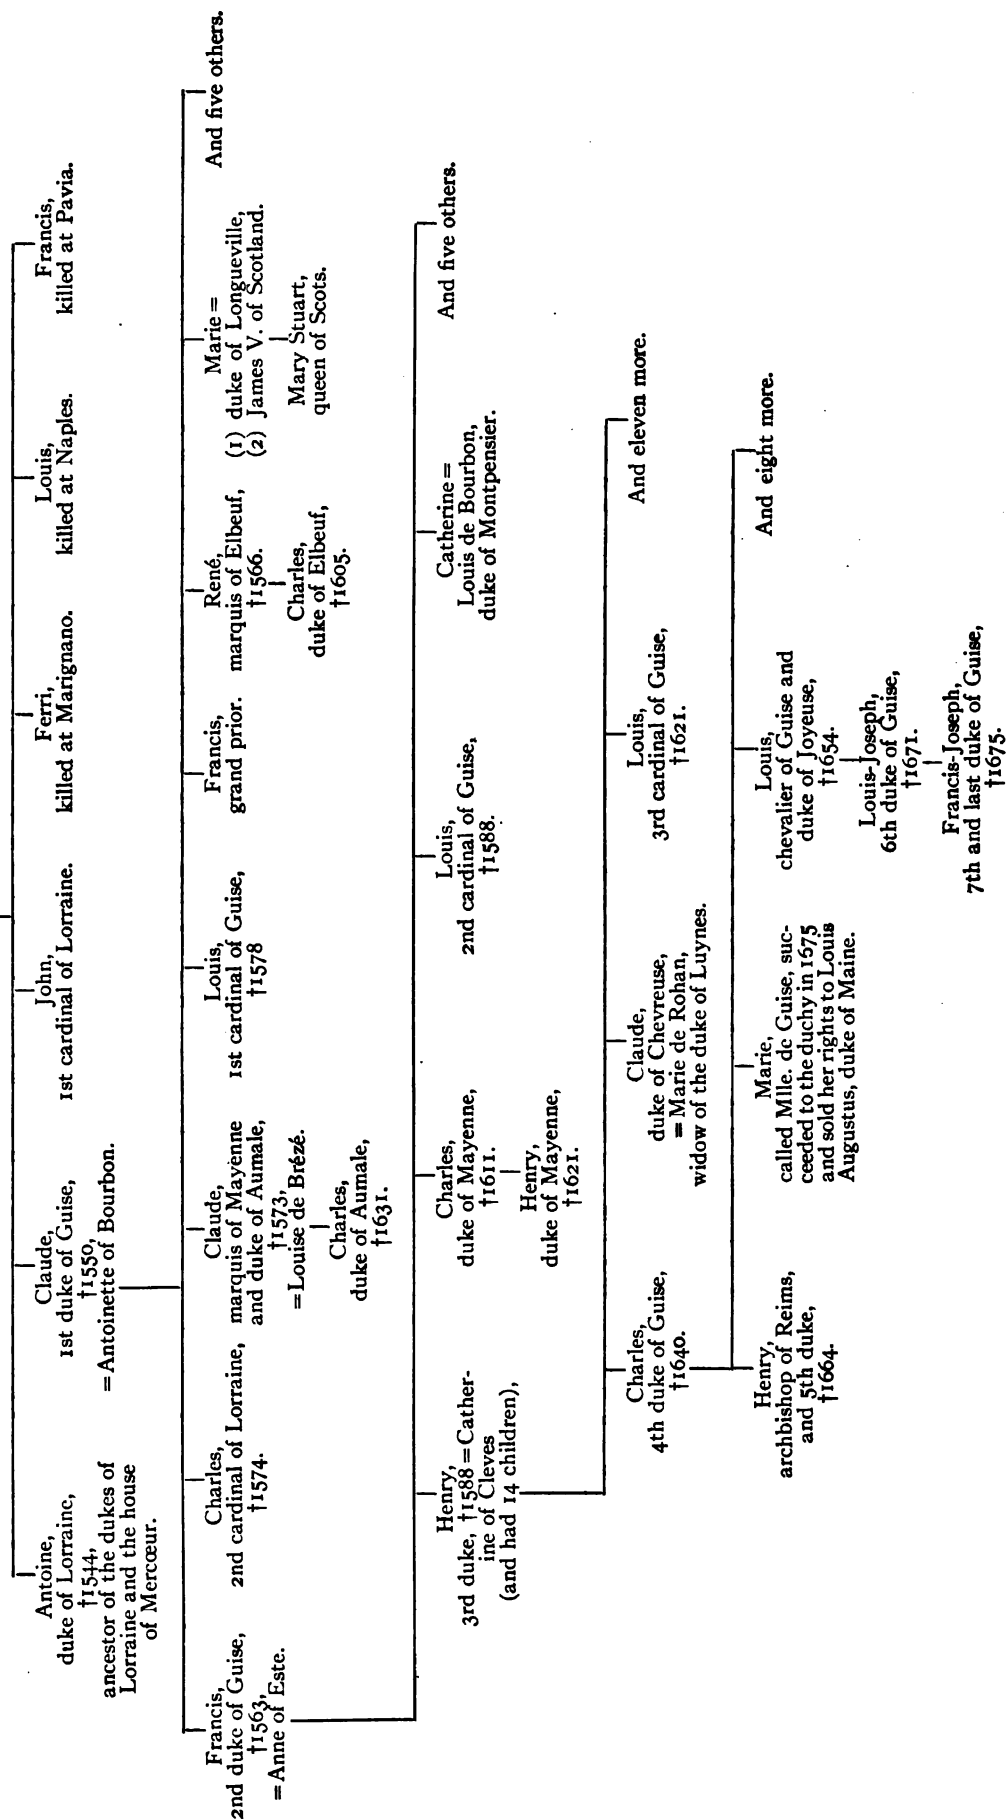 Antoine,
duke of Lorraine,
†1544,
ancestor of the dukes of
Lorraine and the house
of Mercœur.
Claude,
1st duke of Guise,
†1550,
=Antoinette of Bourbon.
John,
1st cardinal of Lorraine.
Ferri,
killed at Marignano.
Louis,
killed at Naples.
Francis,
killed at Pavia.
Francis,
2nd duke of Guise,
†1563,
=Anne of Este.
Charles,
2nd cardinal of Lorraine,
†1574.
Claude,
marquis of Mayenne
and duke of Aumale,
†1573,
=Louise de Brézé.
Charles,
duke of Aumale,
†1631.
Louis,
1st cardinal of Guise,
†1578
Francis,
grand prior.
René,
marquis of Elbeuf,
†1566.
Charles,
duke of Elbeuf,
†1605.
Marie=
(1) duke of Longueville,
(2) James V. of Scotland.
Mary Stuart,
queen of Scots.
And five others.
Henry,
3rd duke, †1588=Cather-
ine of Cleves
(and had 14 children),
Charles,
duke of Mayenne,
†1611.
Henry,
duke of Mayenne,
†1621.
Louis,
2nd cardinal of Guise,
†1588.
Catherine=
Louis de Bourbon,
duke of Montpensier.
And five others.
Charles,
4th duke of Guise,
†1640.
Claude,
duke of Chevreuse,
=Marie de Rohan,
widow of the duke of Luynes.
Louis,
3rd cardinal of Guise,
†1621.
And eleven more.
Henry,
archbishop of Reims,
and 5th duke,
†1664.
Marie,
called Mlle. de Guise, suc-
ceeded to the duchy in 1675
and sold her rights to Louis
Augustus, duke of Maine.
Louis,
chevalier of Guise and
duke of Joyeuse,
†1654.
Louis-Joseph,
6th duke of Guise,
†1671.
Francis-Joseph,
7th and last duke of Guise,
†1675.
And eight more.